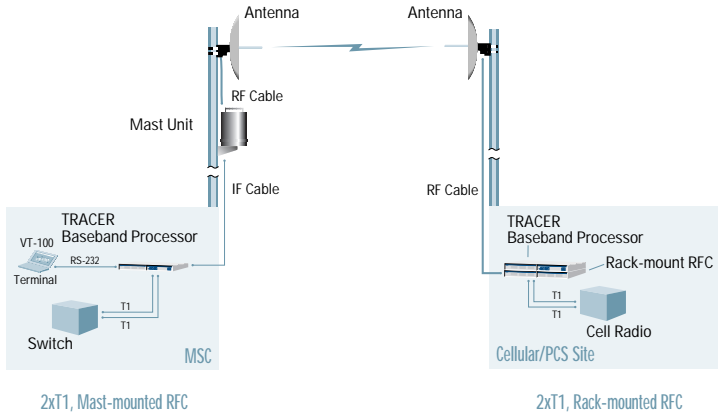 Antenna
Antenna
RF Cable
Mast Unit
IF Cable
RF Cable
TRACER
Baseband Processor
VT-100
RS-232
Terminal
T1
T1
Switch
MSC
TRACER
Baseband Processor
Rack-mount RFC
T1
T1
Cell Radio
Cellular/PCS Site
2xT1, Mast-mounted RFC
2xT1, Rack-mounted RFC